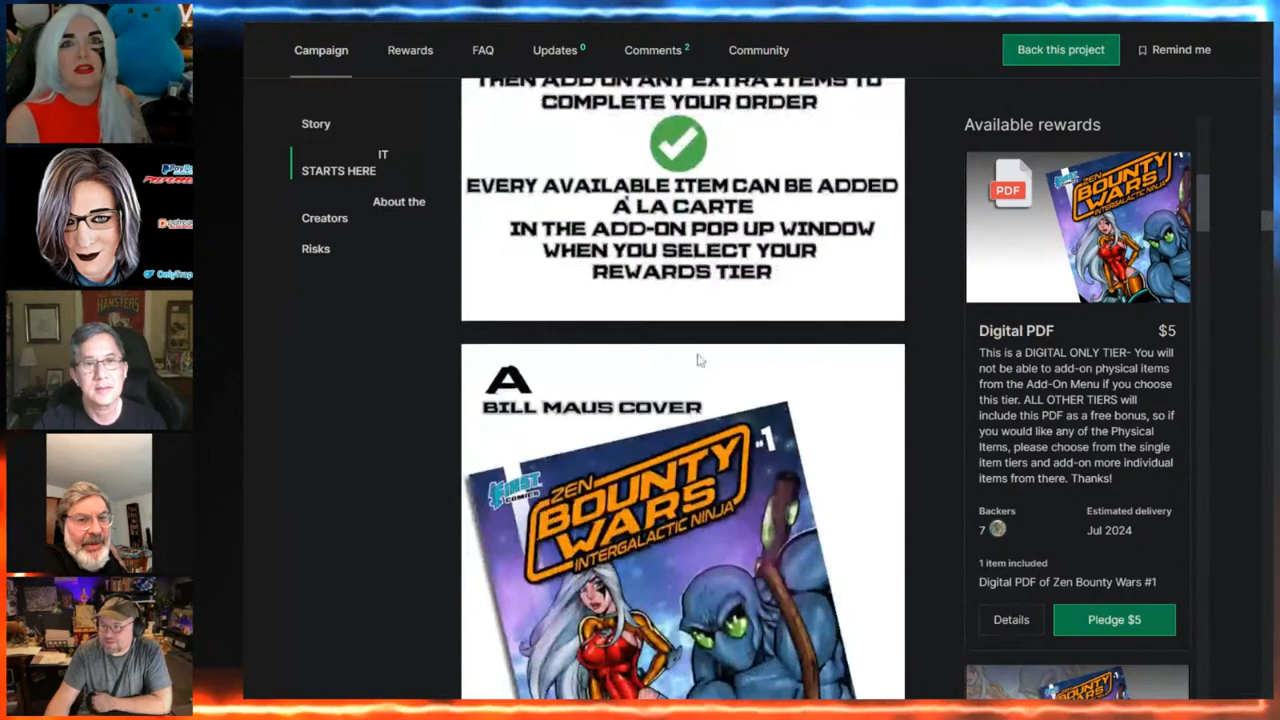 Campaign
Rewards
FAQ
Updates 0
Comments 2
Community
Back this project
Remind me
Story
IT
STARTS HERE
About the
Creators
Risks
THEN ADD ON ANY EXTRA ITEMS TO
COMPLETE YOUR ORDER
EVERY AVAILABLE ITEM CAN BE ADDED
A LA CARTE
IN THE ADD-ON POP UP WINDOW
WHEN YOU SELECT YOUR
REWARDS TIER
A
BILL MAUS COVER
#1
FIRST
COMICS
ZEN
BOUNTY
WARS
INTERGALACTIC NINJA
Available rewards
PDF
ZEN
BOUNTY
WARS
INTERGALACTIC NINJA
Digital PDF
$5
This is a DIGITAL ONLY TIER- You will
not be able to add-on physical items
from the Add-On Menu if you choose
this tier. ALL OTHER TIERS will
include this PDF as a free bonus, so if
you would like any of the Physical
Items, please choose from the single
item tiers and add-on more individual
items from there. Thanks!
Backers
7
Estimated delivery
Jul 2024
1 item included
Digital PDF of Zen Bounty Wars #1
Details
Pledge $5
BOUNTY
HAMSTERS
OnlyTrap